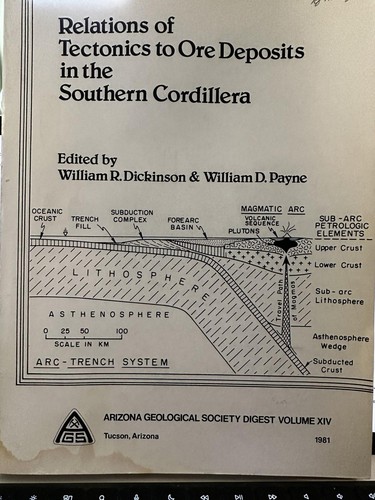 Relations of
Tectonics to Ore Deposits
in the
Southern Cordillera
Edited by
William R. Dickinson & William D. Payne
MAGMATIC ARC
OCEANIC
CRUST
TRENCH
FILL
SUBDUCTION
COMPLEX
FOREARC
BASIN
VOLCANIC
SEQUENCE
PLUTONS
SUB-ARC
PETROLOGIC
ELEMENTS
Upper Crust
Lower Crust
Sub-arc
Lithosphere
Asthenosphere
Wedge
Subducted
Crust
LITHOSPHERE
Travel Path
of Magmas
ASTHENOSPHERE
0 25 50 100
SCALE IN KM
ARC-TRENCH SYSTEM
AGS
ARIZONA GEOLOGICAL SOCIETY DIGEST VOLUME XIV
Tucson, Arizona 1981